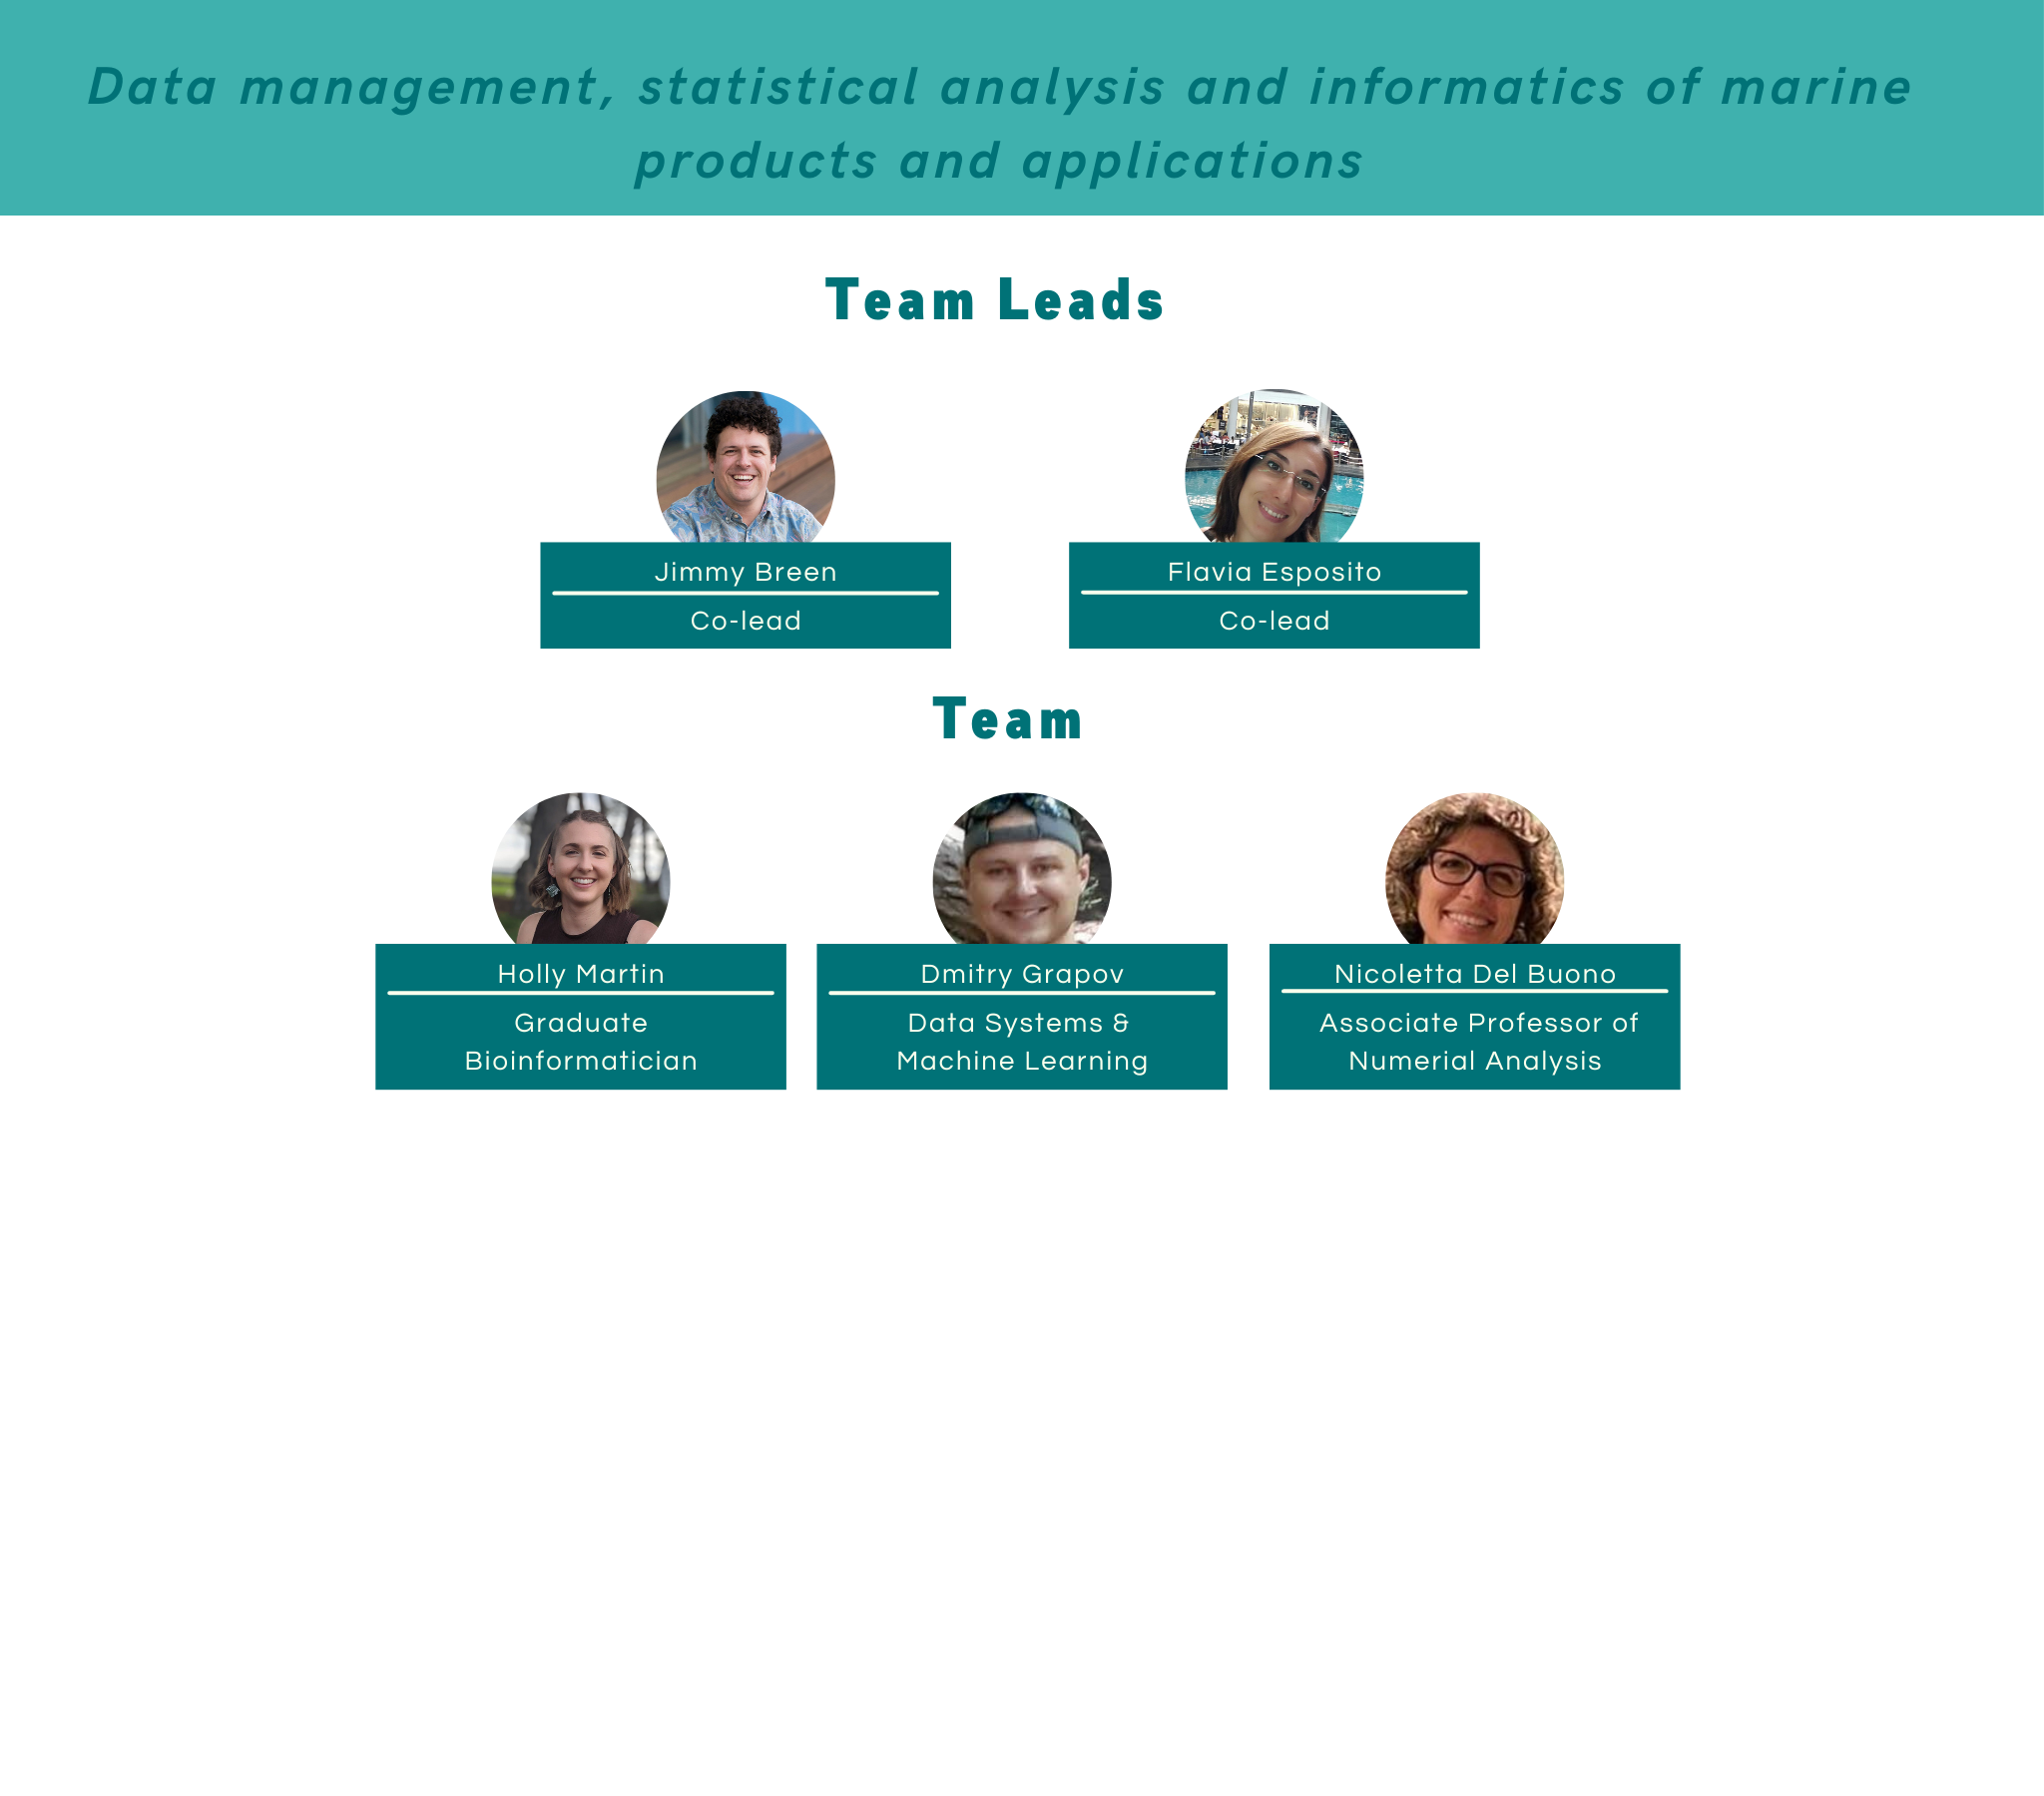 Data management, statistical analysis and informatics of marine
products and applications
Team Leads
Jimmy Breen
Co-lead
Flavia Esposito
Co-lead
Team
Holly Martin
Graduate
Bioinformatician
Dmitry Grapov
Data Systems &
Machine Learning
Nicoletta Del Buono
Associate Professor of
Numerial Analysis